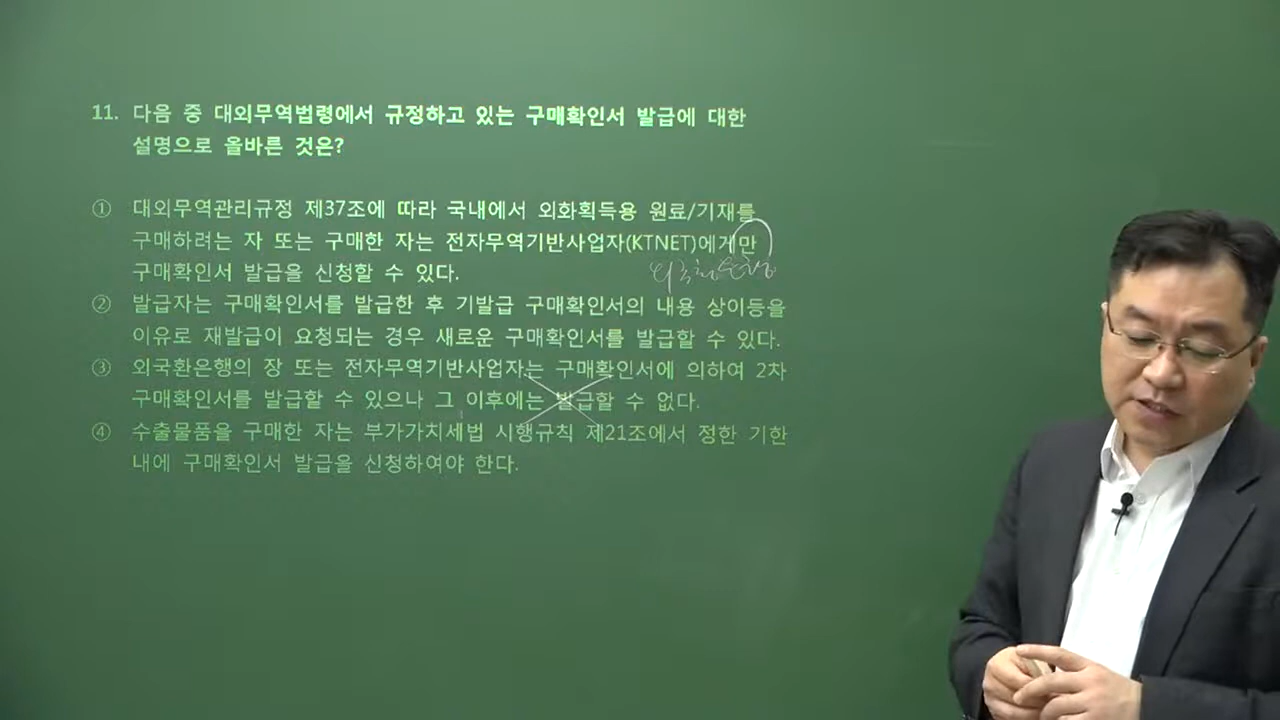 11. 다음 중 대외무역법령에서 규정하고 있는 구매확인서 발급에 대한
설명으로 올바른 것은?
① 대외무역관리규정 제37조에 따라 국내에서 외화획득용 원료/기재를
구매하려는 자 또는 구매한 자는 전자무역기반사업자(KTNET)에게만
구매확인서 발급을 신청할 수 있다.
② 발급자는 구매확인서를 발급한 후 기발급 구매확인서의 내용 상이등을
이유로 재발급이 요청되는 경우 새로운 구매확인서를 발급할 수 있다.
③ 외국환은행의 장 또는 전자무역기반사업자는 구매확인서에 의하여 2차
구매확인서를 발급할 수 있으나 그 이후에는 발급할 수 없다.
④ 수출물품을 구매한 자는 부가가치세법 시행규칙 제21조에서 정한 기한
내에 구매확인서 발급을 신청하여야 한다.